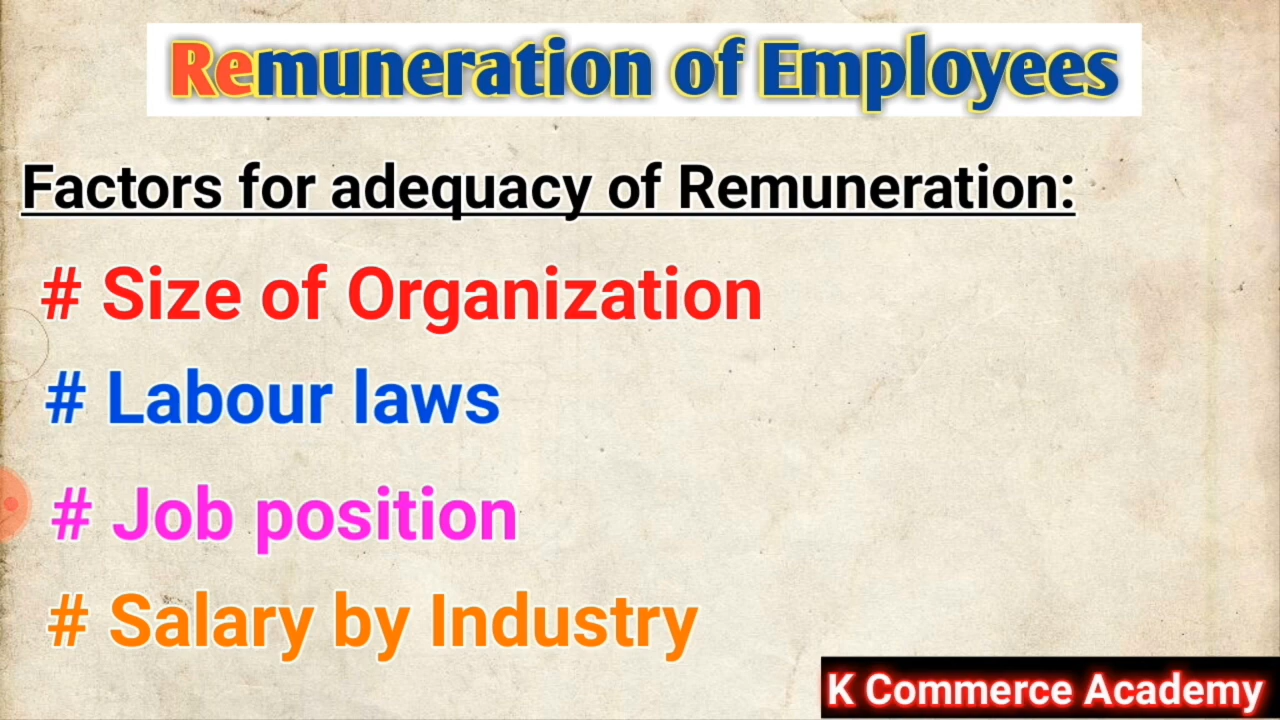 Remuneration of Employees
Factors for adequacy of Remuneration:
# Size of Organization
# Labour laws
# Job position
# Salary by Industry
K Commerce Academy